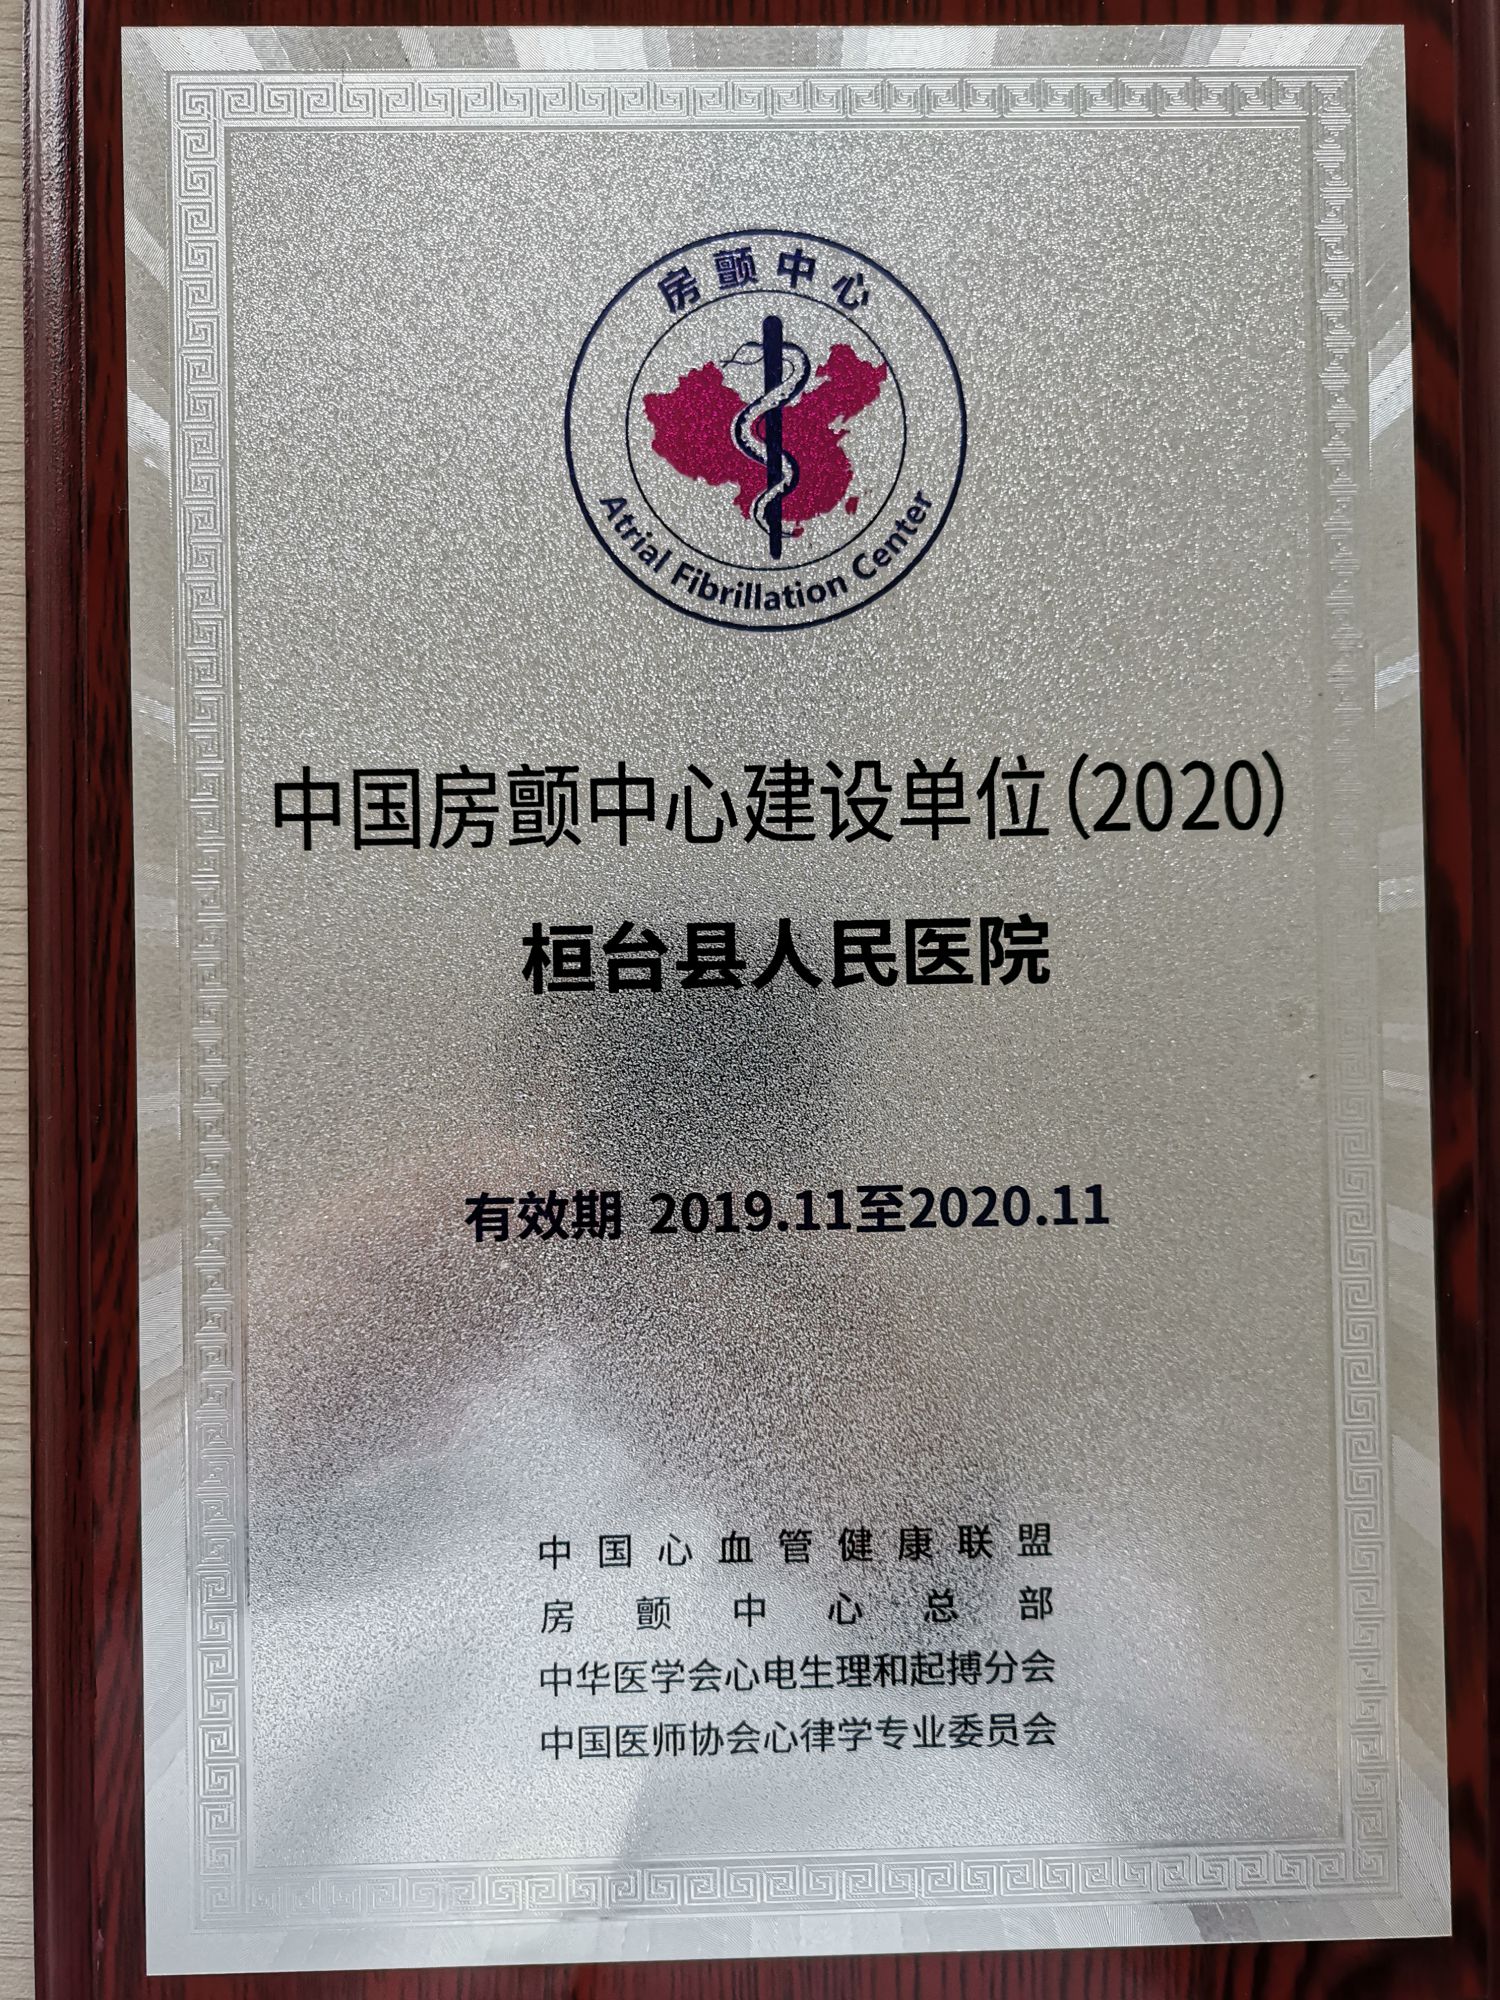 房颤中心
Atrial Fibrillation Center
中国房颤中心建设单位(2020)
桓台县人民医院
有效期 2019.11至2020.11
中国心血管健康联盟
房颤中心总部
中华医学会心电生理和起搏分会
中国医师协会心律学专业委员会